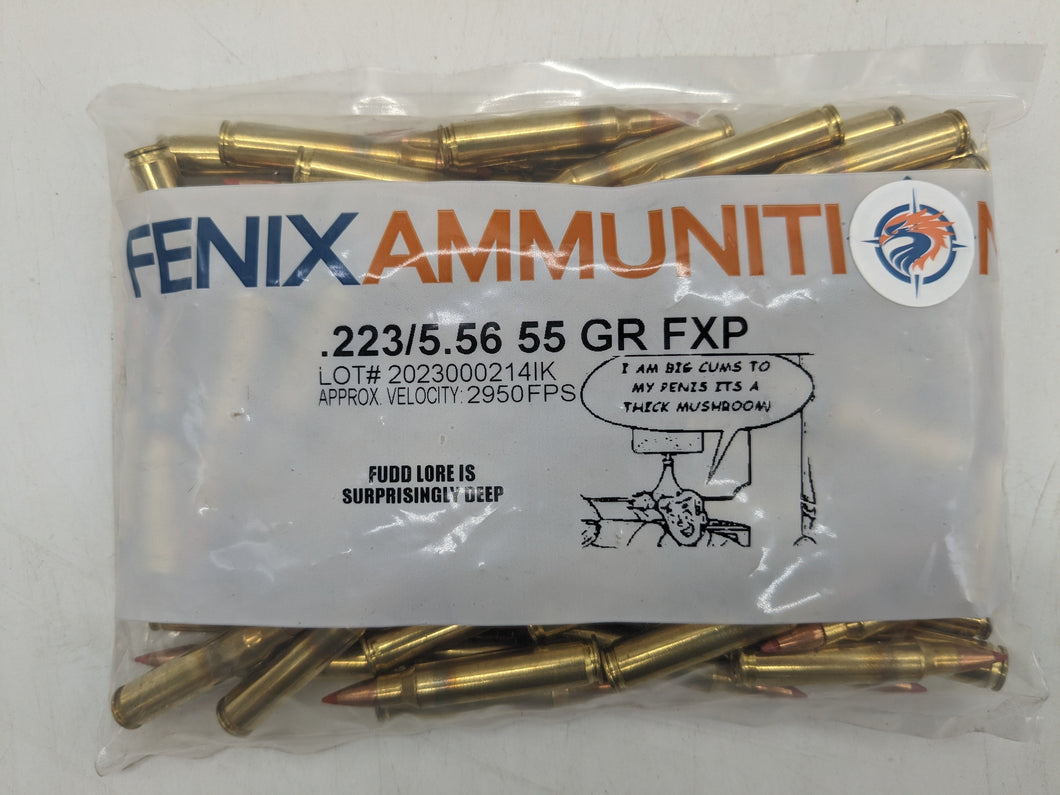 FENIX AMMUNITI N
.223/5.56 55 GR FXP
LOT# 2023000214IK
APPROX. VELOCITY: 2950FPS
I AM BIG CUMS TO
MY PENIS ITS A
THICK MUSHROOM
FUDD LORE IS
SURPRISINGLY DEEP